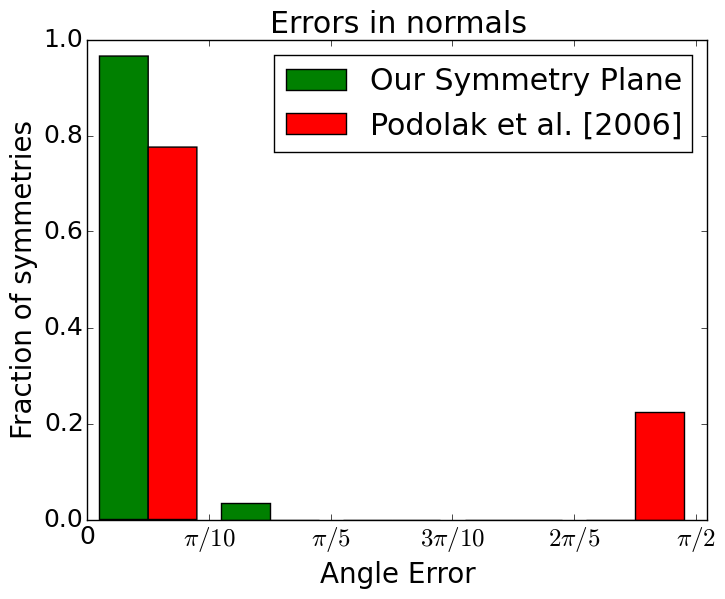 Errors in normals
Our Symmetry Plane
Podolak et al. [2006]
Fraction of symmetries
1.0
0.8
0.6
0.4
0.2
0.0
0
π/10
π/5
3π/10
2π/5
π/2
Angle Error